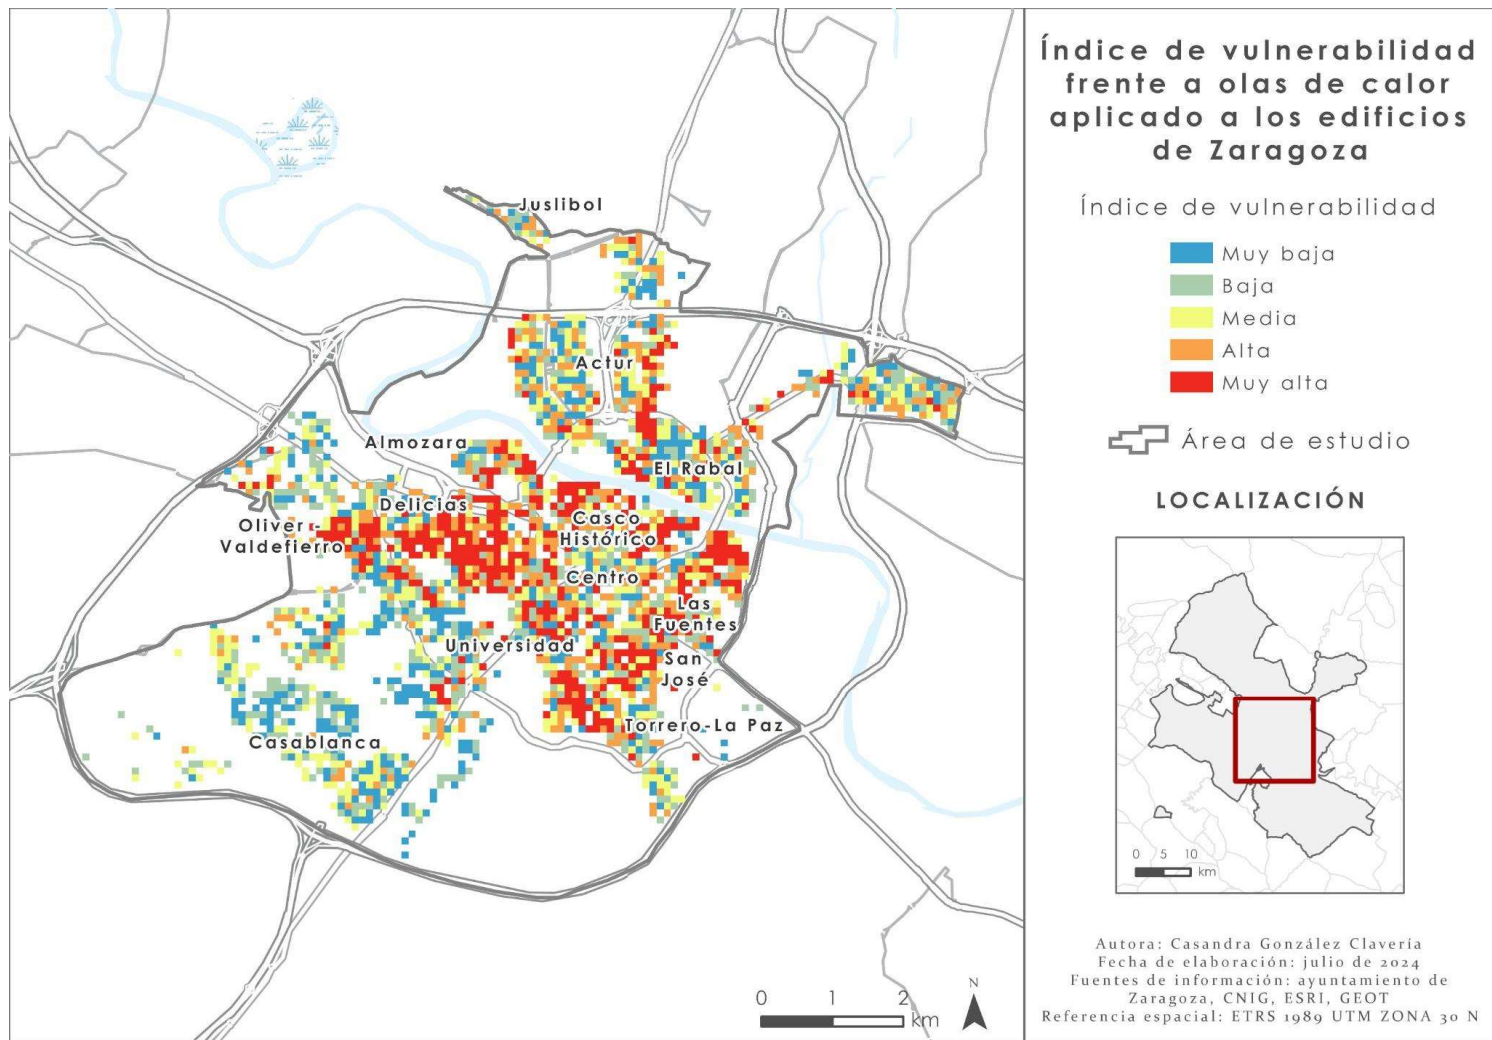 Índice de vulnerabilidad
frente a olas de calor
aplicado a los edificios
de Zaragoza
Índice de vulnerabilidad
Muy baja
Baja
Media
Alta
Muy alta
Área de estudio
LOCALIZACIÓN
0 5 10
km
Autora: Casandra González Clavería
Fecha de elaboración: julio de 2024
Fuentes de información: ayuntamiento de
Zaragoza, CNIG, ESRI, GEOT
Referencia espacial: ETRS 1989 UTM ZONA 30 N
Juslibol
Actur
Almozara
El Rabal
Delicias
Oliver -
Valdefierro
Casco
Histórico
Centro
Las
Fuentes
Universidad
San
José
Torrero-La Paz
Casablanca
0 1 2
km
N